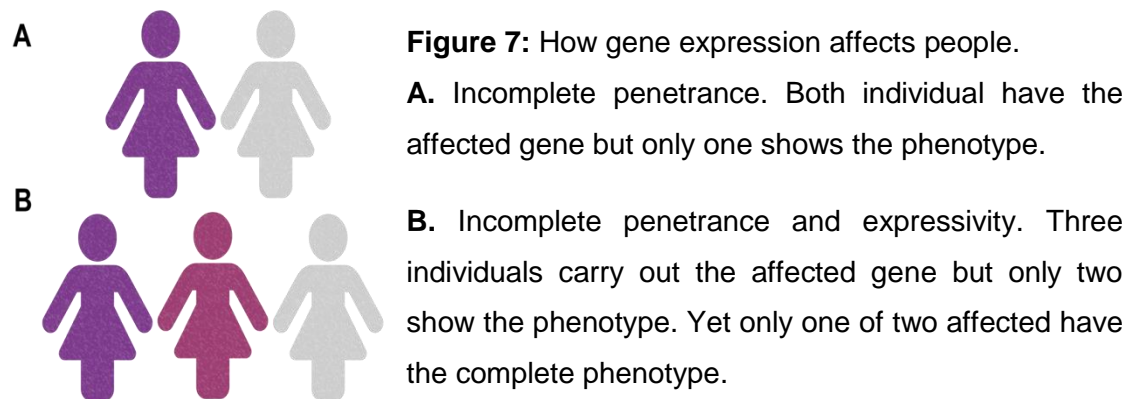 A
Figure 7: How gene expression affects people.
A. Incomplete penetrance. Both individual have the
affected gene but only one shows the phenotype.
B
B. Incomplete penetrance and expressivity. Three
individuals carry out the affected gene but only two
show the phenotype. Yet only one of two affected have
the complete phenotype.